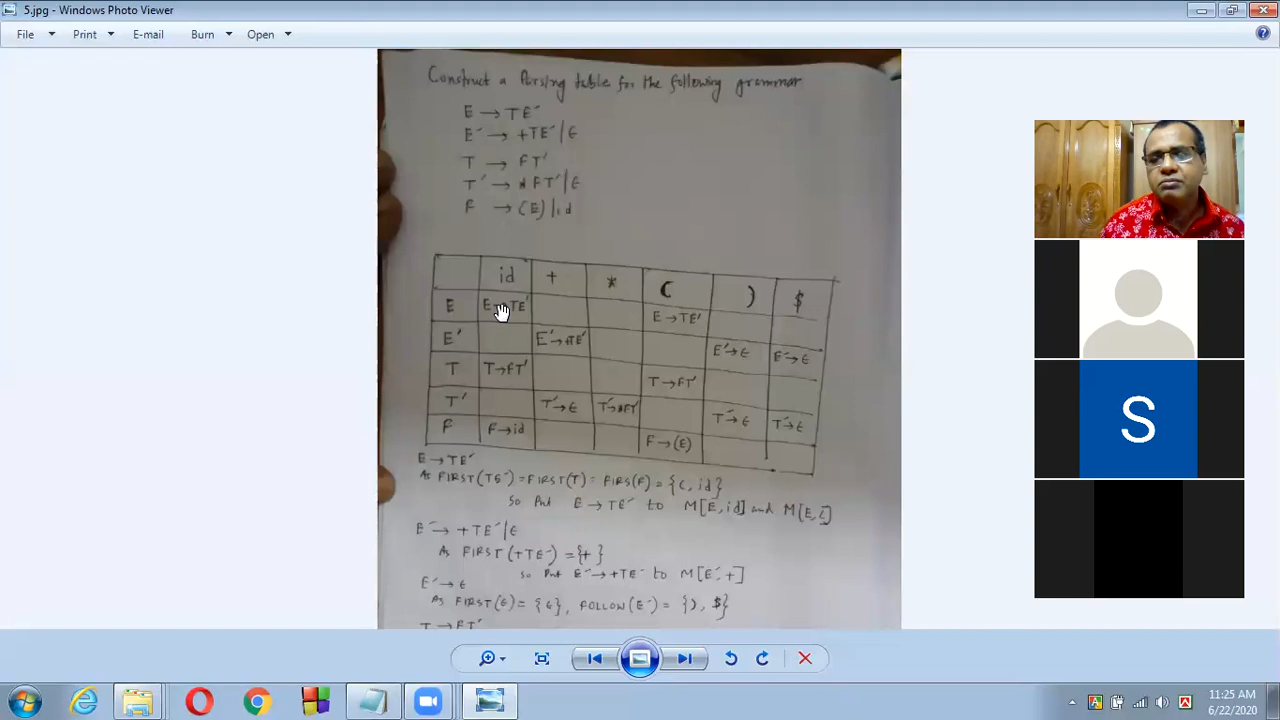 5.jpg - Windows Photo Viewer
File Print E-mail Burn Open
Construct a Parsing table for the following grammar
E → TE′
E′ → +TE′|ϵ
T → FT′
T′ → *FT′|ϵ
F → (E)|id
id + * ( ) $
E E→TE′ E→TE′
E′ E′→+TE′ E′→ϵ E′→ϵ
T T→FT′ T→FT′
T′ T′→ϵ T′→*FT′ T′→ϵ T′→ϵ
F F→id F→(E)
E→TE′
As FIRST(TE′)=FIRST(T)=FIRS(F)={(, id}
So Put E→TE′ to M[E, id] and M[E, (]
E′→ +TE′|ϵ
As FIRST(+TE′)={+}
So Put E′→+TE′ to M[E′, +]
E′→ϵ
As FIRST(ϵ)={ϵ}, FOLLOW(E′)={), $}
T→FT′
S
11:25 AM
6/22/2020